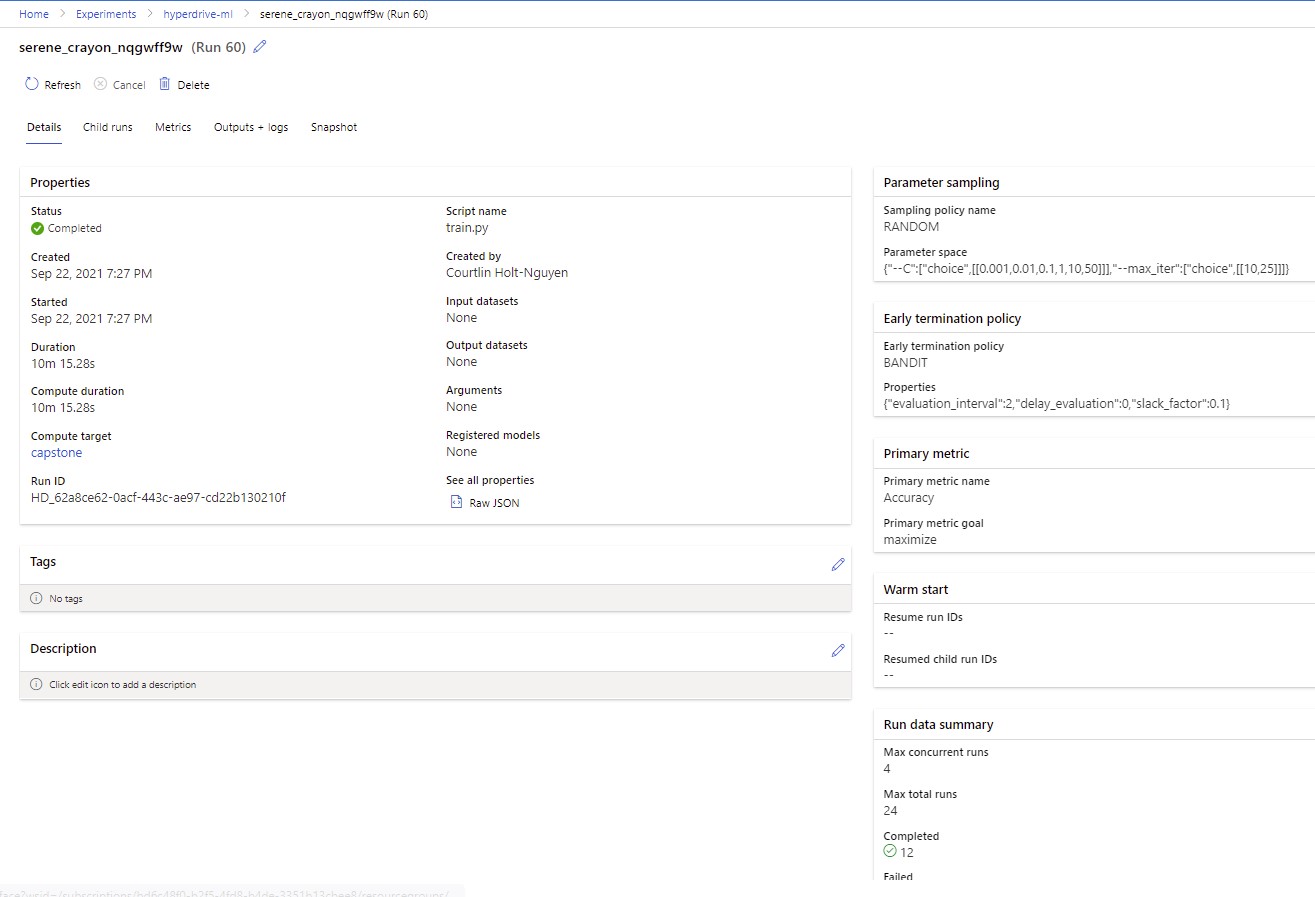 Home > Experiments > hyperdrive-ml > serene_crayon_nqgwff9w (Run 60)
serene_crayon_nqgwff9w (Run 60)
Refresh Cancel Delete
Details Child runs Metrics Outputs + logs Snapshot
Properties
Status
Completed
Created
Sep 22, 2021 7:27 PM
Started
Sep 22, 2021 7:27 PM
Duration
10m 15.28s
Compute duration
10m 15.28s
Compute target
capstone
Run ID
HD_62a8ce62-0acf-443c-ae97-cd22b130210f
Script name
train.py
Created by
Courtlin Holt-Nguyen
Input datasets
None
Output datasets
None
Arguments
None
Registered models
None
See all properties
Raw JSON
Tags
No tags
Description
Click edit icon to add a description
Parameter sampling
Sampling policy name
RANDOM
Parameter space
{"--C":["choice",[[0.001,0.01,0.1,1,10,50]]],"--max_iter":["choice",[[10,25]]]}
Early termination policy
Early termination policy
BANDIT
Properties
{"evaluation_interval":2,"delay_evaluation":0,"slack_factor":0.1}
Primary metric
Primary metric name
Accuracy
Primary metric goal
maximize
Warm start
Resume run IDs
--
Resumed child run IDs
--
Run data summary
Max concurrent runs
4
Max total runs
24
Completed
12
Failed